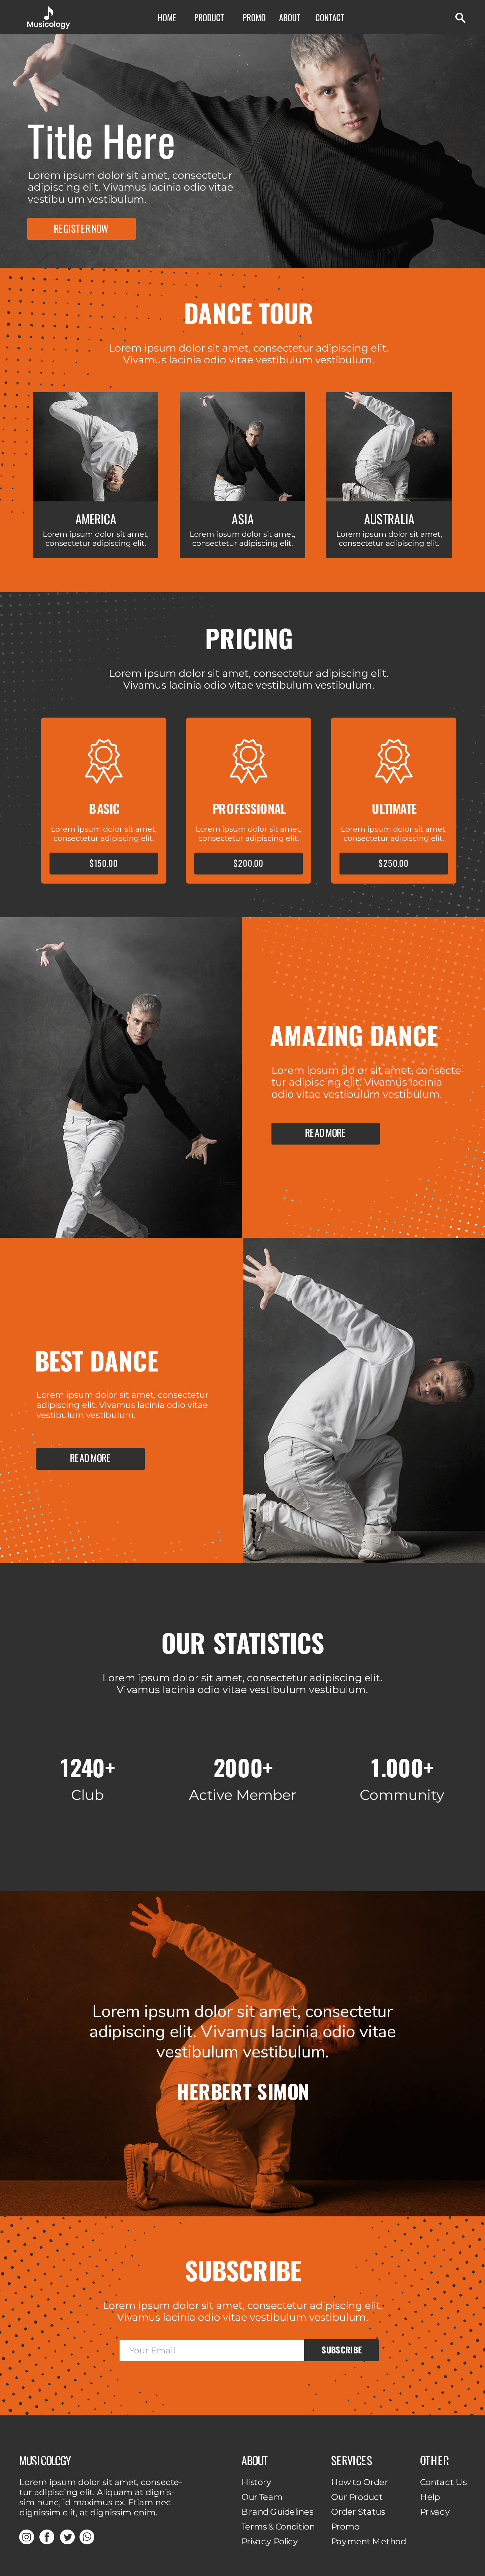 Musicology
HOME PRODUCT PROMO ABOUT CONTACT
Title Here
Lorem ipsum dolor sit amet, consectetur
adipiscing elit. Vivamus lacinia odio vitae
vestibulum vestibulum.
REGISTER NOW
DANCE TOUR
Lorem ipsum dolor sit amet, consectetur adipiscing elit.
Vivamus lacinia odio vitae vestibulum vestibulum.
AMERICA
Lorem ipsum dolor sit amet,
consectetur adipiscing elit.
ASIA
Lorem ipsum dolor sit amet,
consectetur adipiscing elit.
AUSTRALIA
Lorem ipsum dolor sit amet,
consectetur adipiscing elit.
PRICING
Lorem ipsum dolor sit amet, consectetur adipiscing elit.
Vivamus lacinia odio vitae vestibulum vestibulum.
BASIC
Lorem ipsum dolor sit amet,
consectetur adipiscing elit.
$150.00
PROFESSIONAL
Lorem ipsum dolor sit amet,
consectetur adipiscing elit.
$200.00
ULTIMATE
Lorem ipsum dolor sit amet,
consectetur adipiscing elit.
$250.00
AMAZING DANCE
Lorem ipsum dolor sit amet, consecte-
tur adipiscing elit. Vivamus lacinia
odio vitae vestibulum vestibulum.
READ MORE
BEST DANCE
Lorem ipsum dolor sit amet, consectetur
adipiscing elit. Vivamus lacinia odio vitae
vestibulum vestibulum.
READ MORE
OUR STATISTICS
Lorem ipsum dolor sit amet, consectetur adipiscing elit.
Vivamus lacinia odio vitae vestibulum vestibulum.
1240+
Club
2000+
Active Member
1.000+
Community
Lorem ipsum dolor sit amet, consectetur
adipiscing elit. Vivamus lacinia odio vitae
vestibulum vestibulum.
HERBERT SIMON
SUBSCRIBE
Lorem ipsum dolor sit amet, consectetur adipiscing elit.
Vivamus lacinia odio vitae vestibulum vestibulum.
Your Email
SUBSCRIBE
MUSICOLOGY
Lorem ipsum dolor sit amet, consecte-
tur adipiscing elit. Aliquam at dignis-
sim nunc, id maximus ex. Etiam nec
dignissim elit, at dignissim enim.
ABOUT
History
Our Team
Brand Guidelines
Terms & Condition
Privacy Policy
SERVICES
How to Order
Our Product
Order Status
Promo
Payment Method
OTHER
Contact Us
Help
Privacy